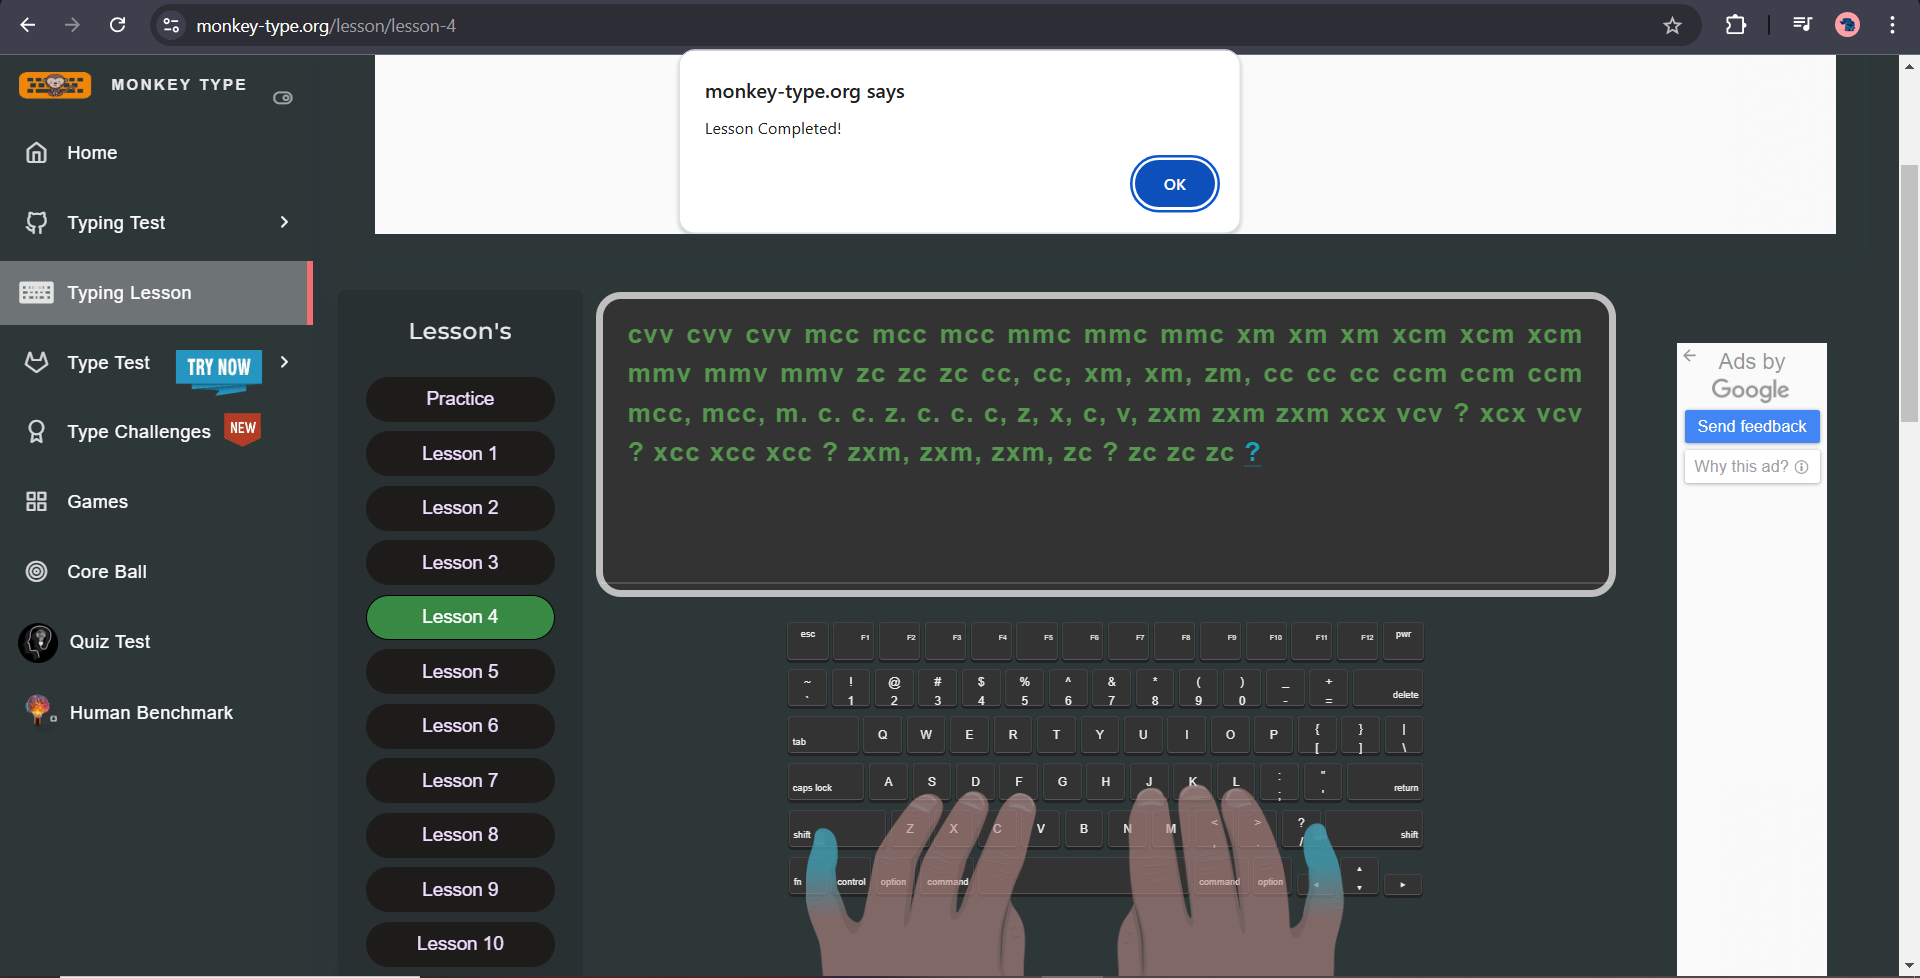 monkey-type.org/lesson/lesson-4
MONKEY TYPE
Home
Typing Test
Typing Lesson
Type Test
TRY NOW
Type Challenges
NEW
Games
Core Ball
Quiz Test
Human Benchmark
monkey-type.org says
Lesson Completed!
OK
Lesson's
Practice
Lesson 1
Lesson 2
Lesson 3
Lesson 4
Lesson 5
Lesson 6
Lesson 7
Lesson 8
Lesson 9
Lesson 10
cvv cvv cvv mcc mcc mcc mmc mmc mmc xm xm xm xcm xcm xcm
mmv mmv mmv zc zc zc cc, cc, xm, xm, zm, cc cc cc ccm ccm ccm
mcc, mcc, m. c. c. z. c. c. c, z, x, c, v, zxm zxm zxm xcx vcv ? xcx vcv
? xcc xcc xcc ? zxm, zxm, zxm, zc ? zc zc zc ?
esc F1 F2 F3 F4 F5 F6 F7 F8 F9 F10 F11 F12 pwr
~ ! @ # $ % ^ & * ( ) _ +
` 1 2 3 4 5 6 7 8 9 0 - = delete
tab Q W E R T Y U I O P { } |
[ ] \
caps lock A S D F G H J K L : " return
; '
shift Z X C V B N M < > ? shift
, . /
fn control option command command option ◂ ▴ ▾ ▸
Ads by
Google
Send feedback
Why this ad?